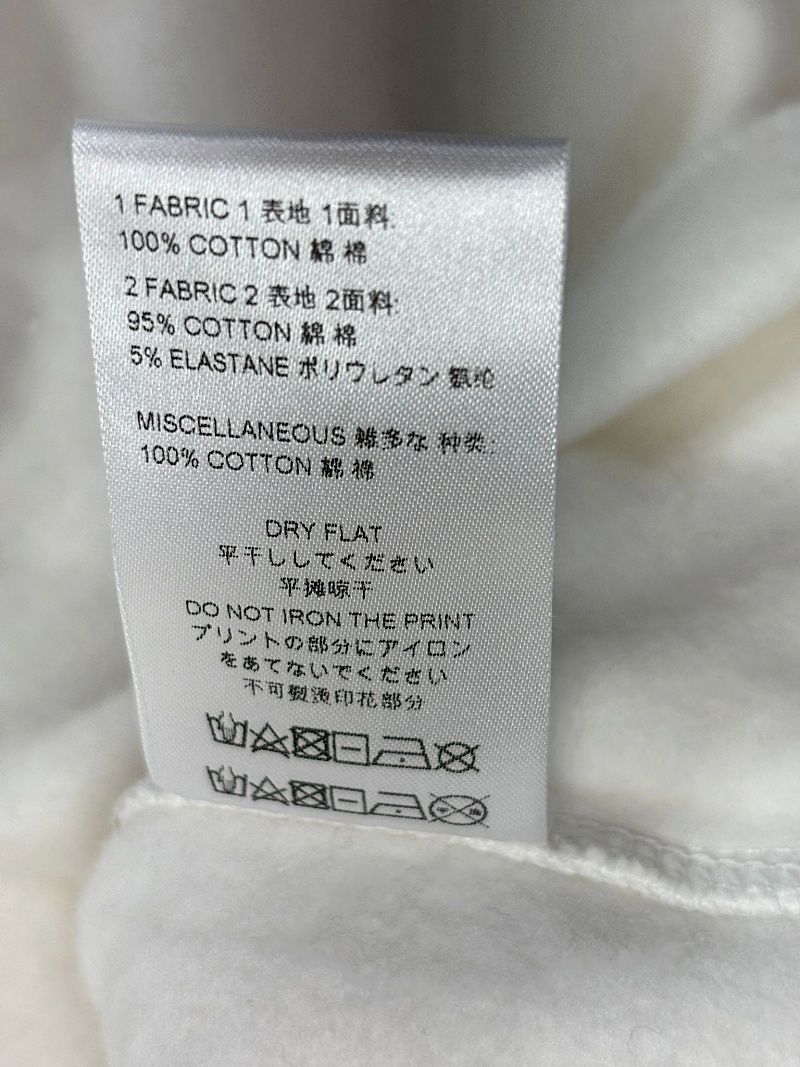 1 FABRIC 1 表地 1面料:
100% COTTON 綿 棉
2 FABRIC 2 表地 2面料:
95% COTTON 綿 棉
5% ELASTANE ポリウレタン 氨纶
MISCELLANEOUS 雑多な 种类:
100% COTTON 綿 棉
DRY FLAT
平干ししてください
平摊晾干
DO NOT IRON THE PRINT
プリントの部分にアイロン
をあてないでください
不可熨烫印花部分